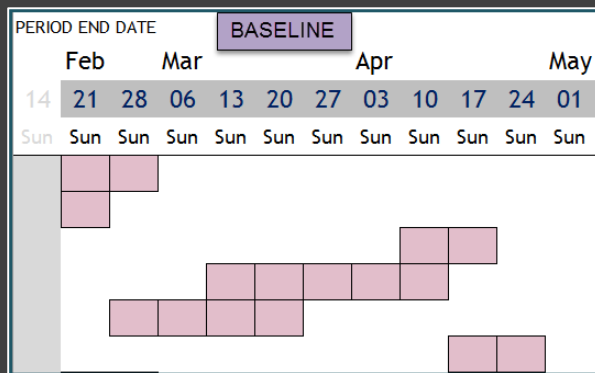 PERIOD END DATE
BASELINE
Feb Mar Apr May
14 21 28 06 13 20 27 03 10 17 24 01
Sun Sun Sun Sun Sun Sun Sun Sun Sun Sun Sun Sun